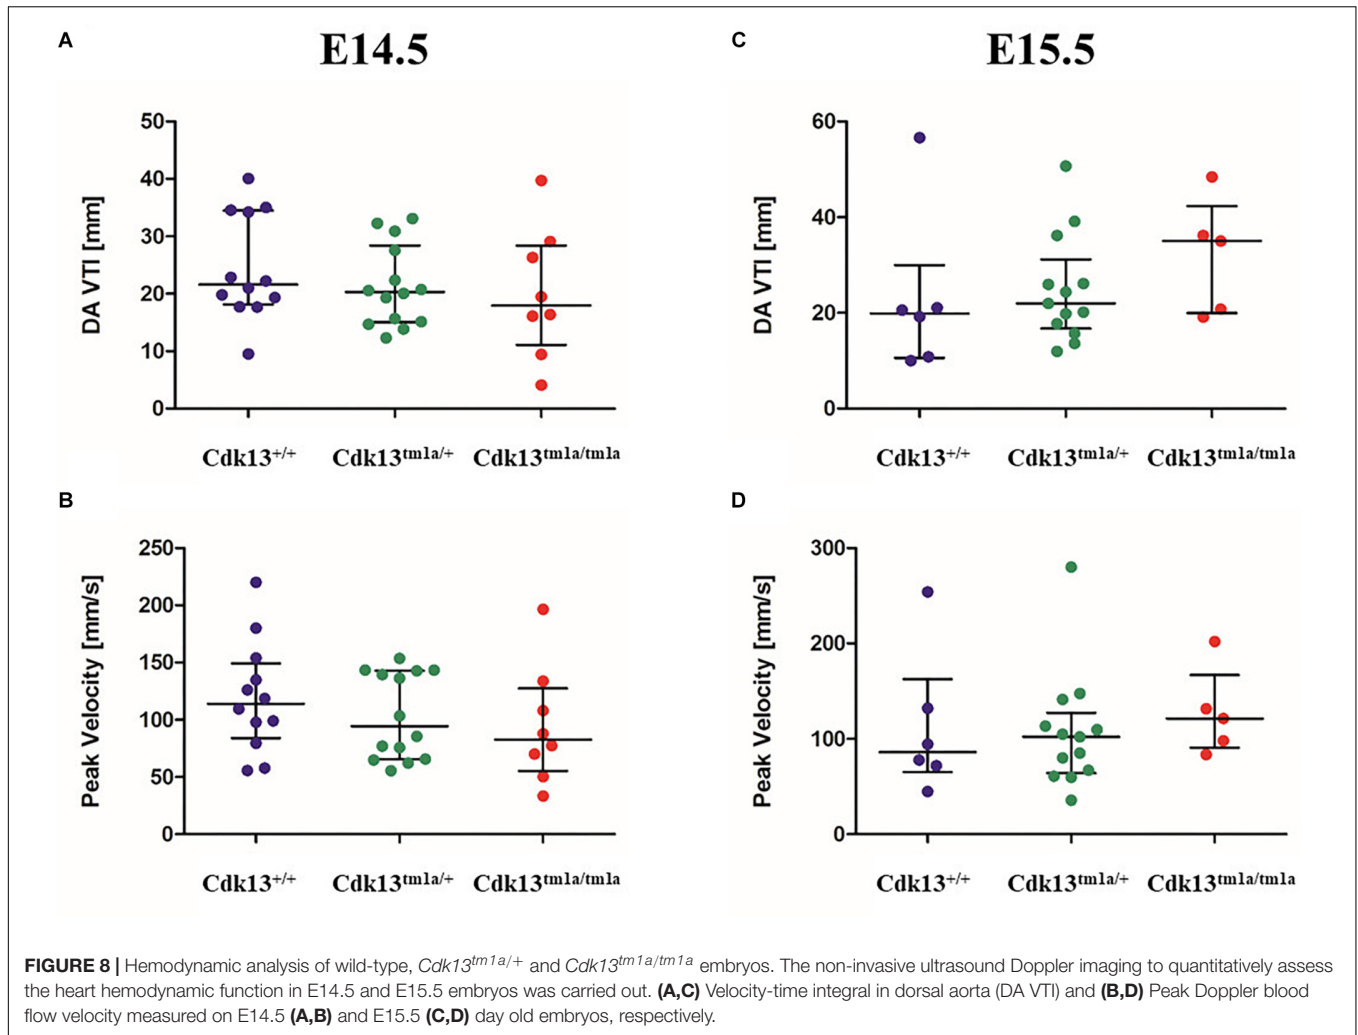 A
E14.5
DA VTI [mm]
50
40
30
20
10
0
Cdk13+/+
Cdk13tm1a/+
Cdk13tm1a/tm1a
B
Peak Velocity [mm/s]
250
200
150
100
50
0
Cdk13+/+
Cdk13tm1a/+
Cdk13tm1a/tm1a
C
E15.5
DA VTI [mm]
60
40
20
0
Cdk13+/+
Cdk13tm1a/+
Cdk13tm1a/tm1a
D
Peak Velocity [mm/s]
300
200
100
0
Cdk13+/+
Cdk13tm1a/+
Cdk13tm1a/tm1a
FIGURE 8 | Hemodynamic analysis of wild-type, Cdk13tm1a/+ and Cdk13tm1a/tm1a embryos. The non-invasive ultrasound Doppler imaging to quantitatively assess
the heart hemodynamic function in E14.5 and E15.5 embryos was carried out. (A,C) Velocity-time integral in dorsal aorta (DA VTI) and (B,D) Peak Doppler blood
flow velocity measured on E14.5 (A,B) and E15.5 (C,D) day old embryos, respectively.